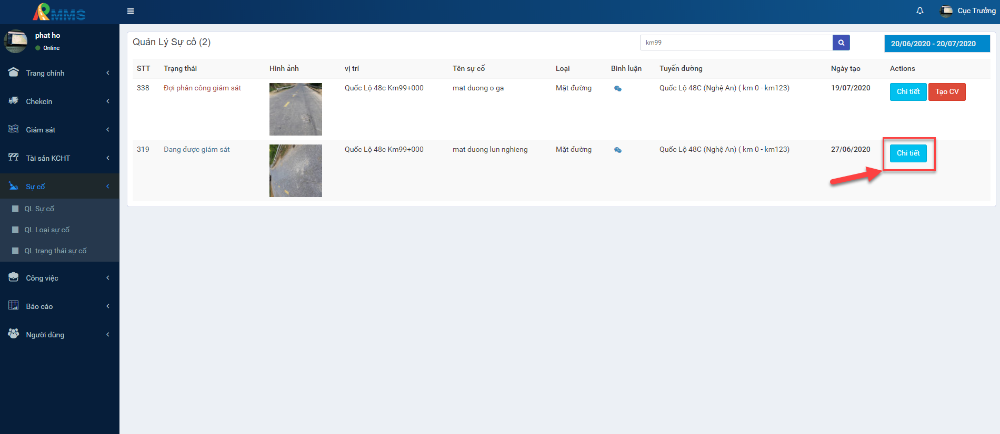 RMMS
Cục Trưởng
phat ho
Online
Trang chính
Chekcin
Giám sát
Tài sản KCHT
Sự cố
QL Sự cố
QL Loại sự cố
QL trạng thái sự cố
Công việc
Báo cáo
Người dùng
Quản Lý Sự cố (2)
km99
20/06/2020 - 20/07/2020
STT Trạng thái Hình ảnh vị trí Tên sự cố Loại Bình luận Tuyến đường Ngày tạo Actions
338 Đợi phân công giám sát Quốc Lộ 48c Km99+000 mat duong o ga Mặt đường Quốc Lộ 48C (Nghệ An) ( km 0 - km123) 19/07/2020 Chi tiết Tạo CV
319 Đang được giám sát Quốc Lộ 48c Km99+000 mat duong lun nghieng Mặt đường Quốc Lộ 48C (Nghệ An) ( km 0 - km123) 27/06/2020 Chi tiết